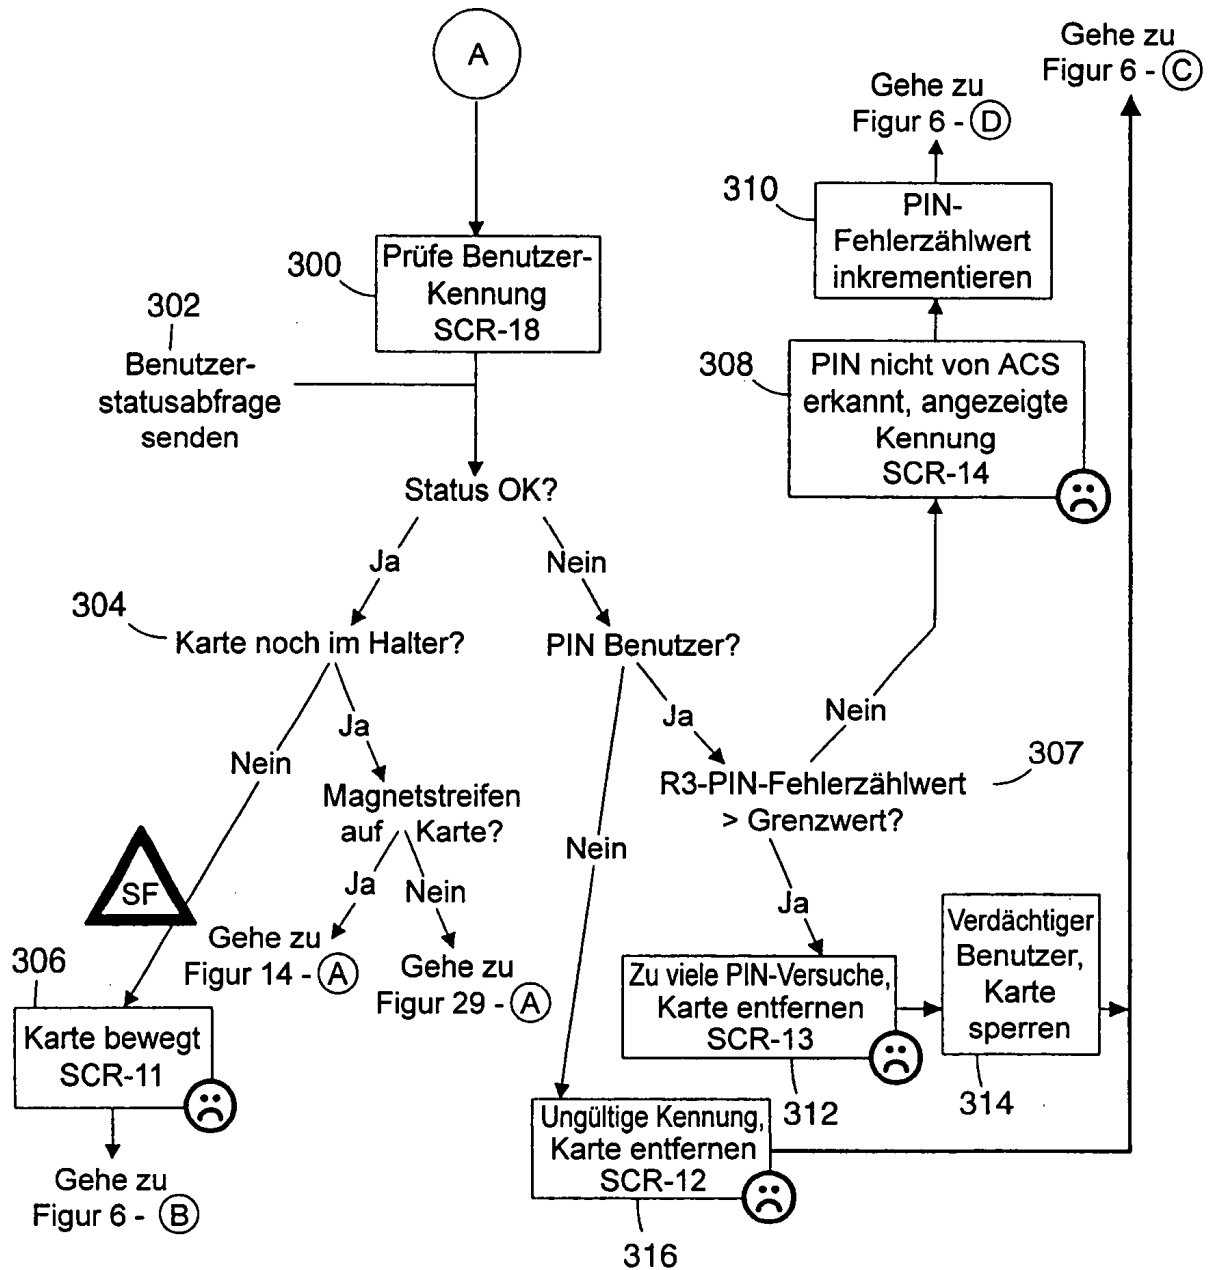 A
Gehe zu
Figur 6 - C
Gehe zu
Figur 6 - D
310
PIN-
Fehlerzählwert
inkrementieren
300
Prüfe Benutzer-
Kennung
SCR-18
302
Benutzer-
statusabfrage
senden
308
PIN nicht von ACS
erkannt, angezeigte
Kennung
SCR-14
Status OK?
Ja
Nein
304
Karte noch im Halter?
PIN Benutzer?
Nein
Ja
Ja
Nein
307
R3-PIN-Fehlerzählwert
> Grenzwert?
Magnetstreifen
auf Karte?
Nein
Ja
Nein
Ja
SF
Gehe zu
Figur 14 - A
Gehe zu
Figur 29 - A
306
Karte bewegt
SCR-11
Gehe zu
Figur 6 - B
Zu viele PIN-Versuche,
Karte entfernen
SCR-13
312
Verdächtiger
Benutzer,
Karte
sperren
314
Ungültige Kennung,
Karte entfernen
SCR-12
316